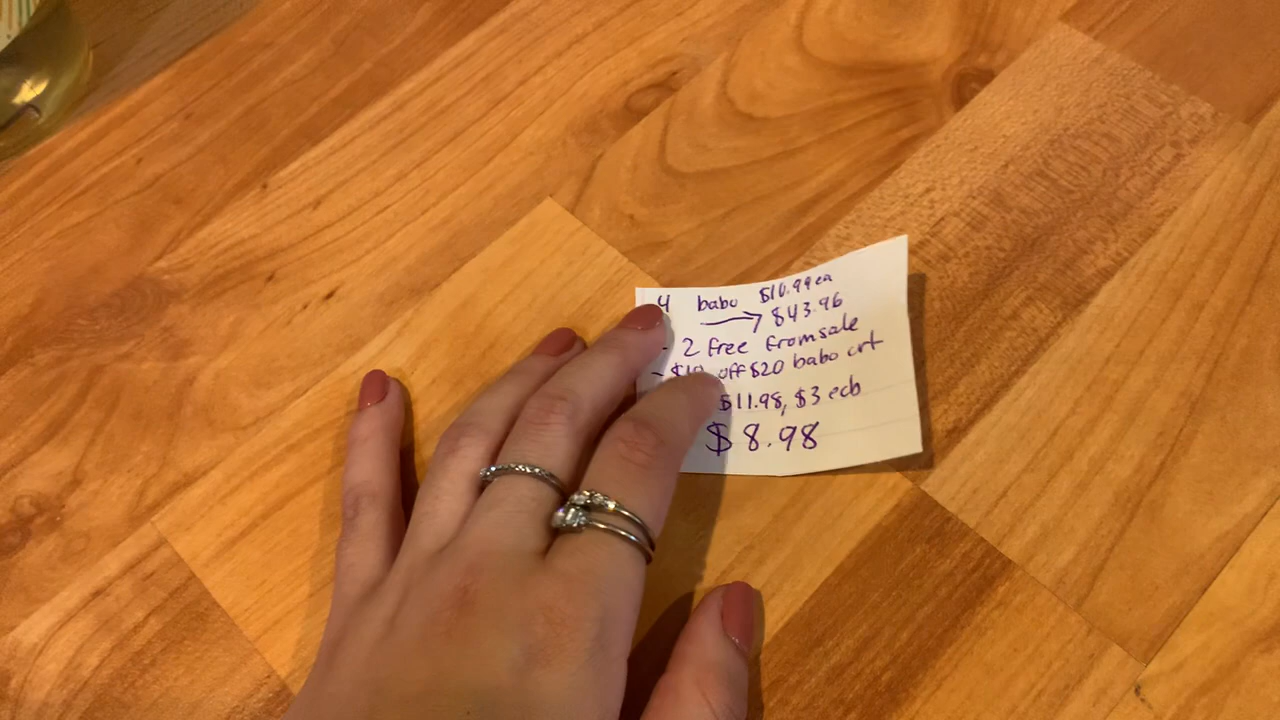 4 babo $10.99 ea
→ $43.96
- 2 free from sale
- $10 off $20 babo crt
$11.98, $3 ecb
$8.98